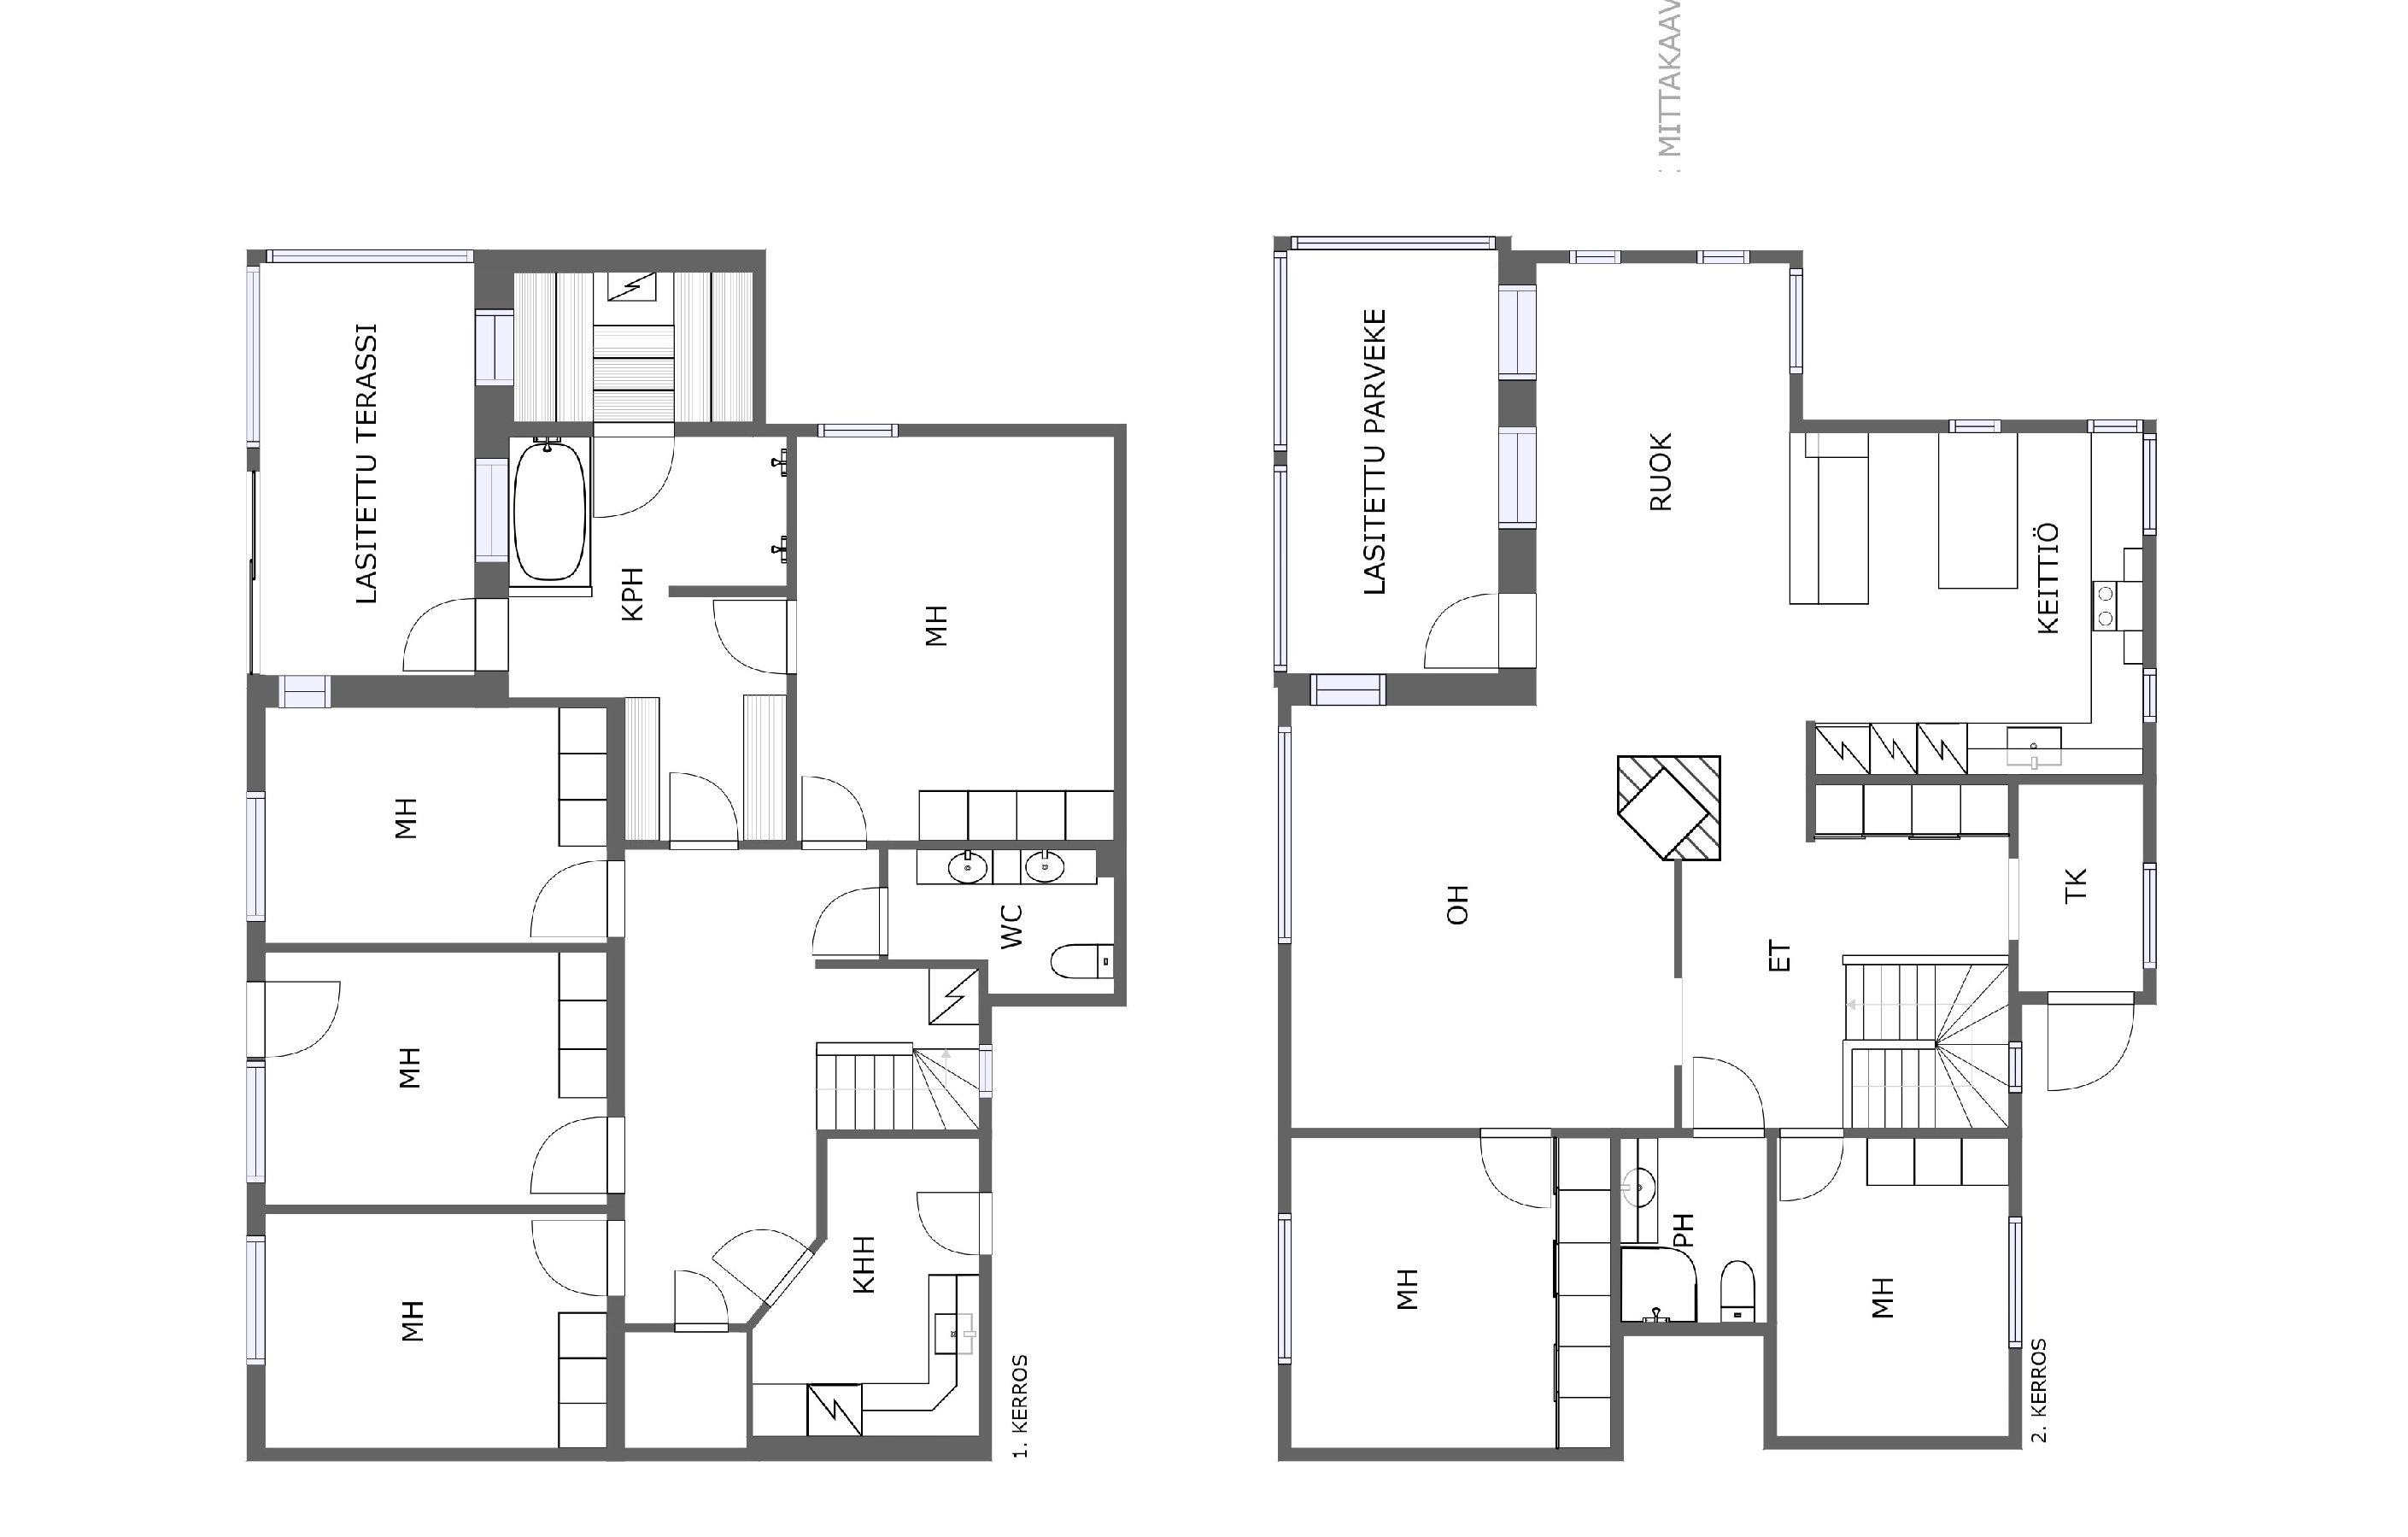 : MITTAKAAV
LASITETTU TERASSI
KPH
MH
MH
WC
MH
MH
KHH
1. KERROS
LASITETTU PARVEKE
RUOK
KEITTIÖ
OH
ET
TK
MH
PH
MH
2. KERROS